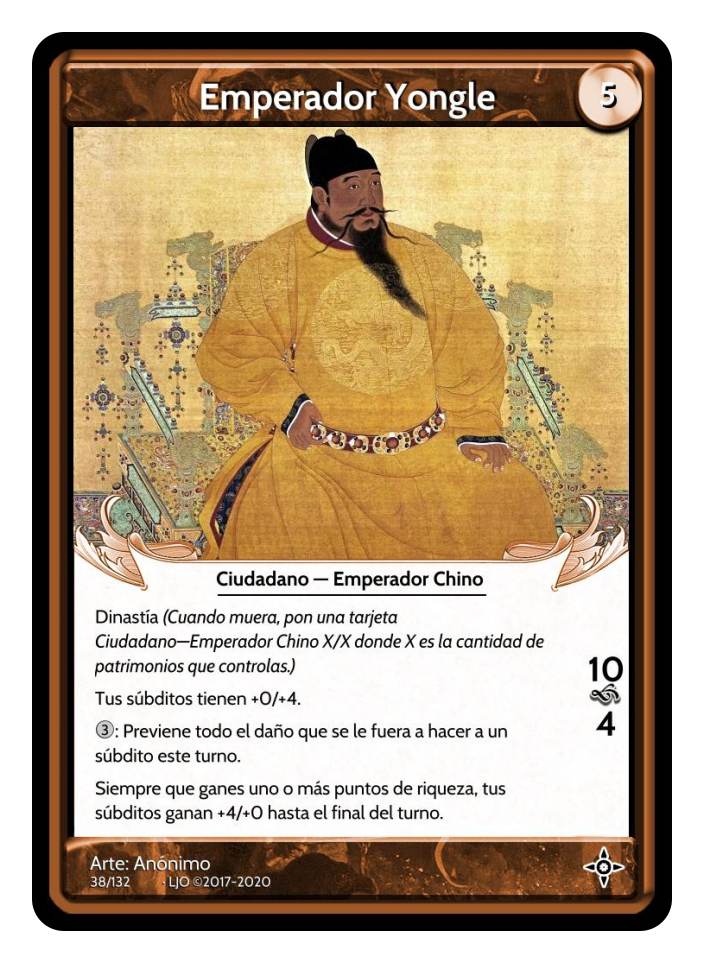 Emperador Yongle
5
Ciudadano — Emperador Chino
Dinastía (Cuando muera, pon una tarjeta
Ciudadano—Emperador Chino X/X donde X es la cantidad de
patrimonios que controlas.)
Tus súbditos tienen +0/+4.
3: Previene todo el daño que se le fuera a hacer a un
súbdito este turno.
Siempre que ganes uno o más puntos de riqueza, tus
súbditos ganan +4/+0 hasta el final del turno.
10
4
Arte: Anónimo
38/132 · LJO ©2017-2020